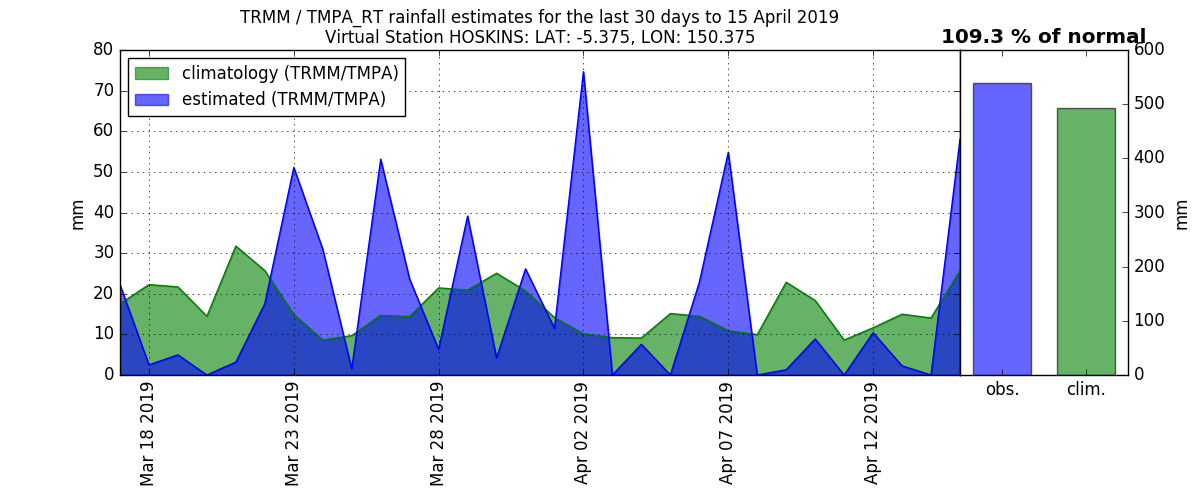 TRMM / TMPA_RT rainfall estimates for the last 30 days to 15 April 2019
Virtual Station HOSKINS: LAT: -5.375, LON: 150.375
109.3 % of normal
climatology (TRMM/TMPA)
estimated (TRMM/TMPA)
80
70
60
50
40
30
20
10
0
mm
Mar 18 2019
Mar 23 2019
Mar 28 2019
Apr 02 2019
Apr 07 2019
Apr 12 2019
obs.
clim.
600
500
400
300
200
100
0
mm